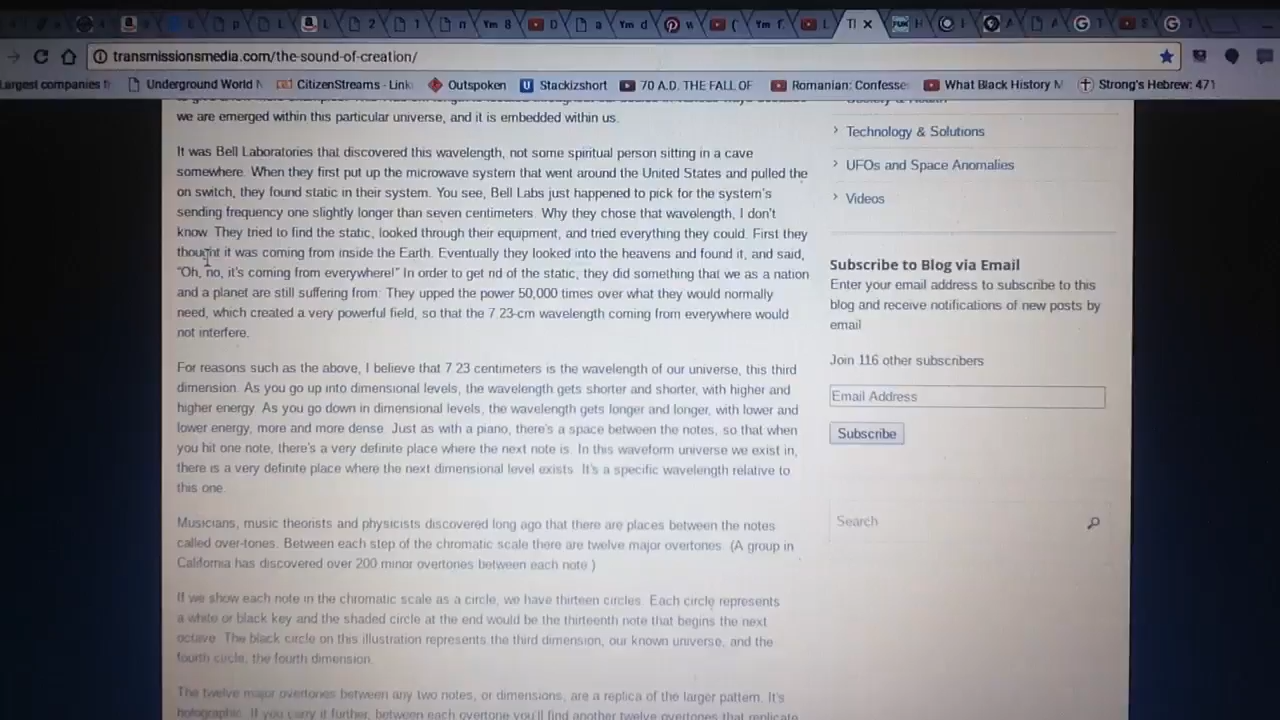 transmissionsmedia.com/the-sound-of-creation/
Largest companies Underground World CitizenStreams - Link Outspoken Stackizshort 70 A.D. THE FALL OF Romanian: Confesse What Black History M Strong's Hebrew: 471
we are emerged within this particular universe, and it is embedded within us.
It was Bell Laboratories that discovered this wavelength, not some spiritual person sitting in a cave
somewhere. When they first put up the microwave system that went around the United States and pulled the
on switch, they found static in their system. You see, Bell Labs just happened to pick for the system's
sending frequency one slightly longer than seven centimeters. Why they chose that wavelength, I don't
know. They tried to find the static, looked through their equipment, and tried everything they could. First they
thought it was coming from inside the Earth. Eventually they looked into the heavens and found it, and said,
"Oh, no, it's coming from everywhere!" In order to get rid of the static, they did something that we as a nation
and a planet are still suffering from: They upped the power 50,000 times over what they would normally
need, which created a very powerful field, so that the 7.23-cm wavelength coming from everywhere would
not interfere.
For reasons such as the above, I believe that 7.23 centimeters is the wavelength of our universe, this third
dimension. As you go up into dimensional levels, the wavelength gets shorter and shorter, with higher and
higher energy. As you go down in dimensional levels, the wavelength gets longer and longer, with lower and
lower energy, more and more dense. Just as with a piano, there's a space between the notes, so that when
you hit one note, there's a very definite place where the next note is. In this waveform universe we exist in,
there is a very definite place where the next dimensional level exists. It's a specific wavelength relative to
this one.
Musicians, music theorists and physicists discovered long ago that there are places between the notes
called over-tones. Between each step of the chromatic scale there are twelve major overtones. (A group in
California has discovered over 200 minor overtones between each note.)
If we show each note in the chromatic scale as a circle, we have thirteen circles. Each circle represents
a white or black key and the shaded circle at the end would be the thirteenth note that begins the next
octave. The black circle on this illustration represents the third dimension, our known universe, and the
fourth circle, the fourth dimension.
The twelve major overtones between any two notes, or dimensions, are a replica of the larger pattern. It's
holographic. If you carry it further, between each overtone you'll find another twelve overtones that replicate
Society & Health
Technology & Solutions
UFOs and Space Anomalies
Videos
Subscribe to Blog via Email
Enter your email address to subscribe to this
blog and receive notifications of new posts by
email
Join 116 other subscribers
Email Address
Subscribe
Search